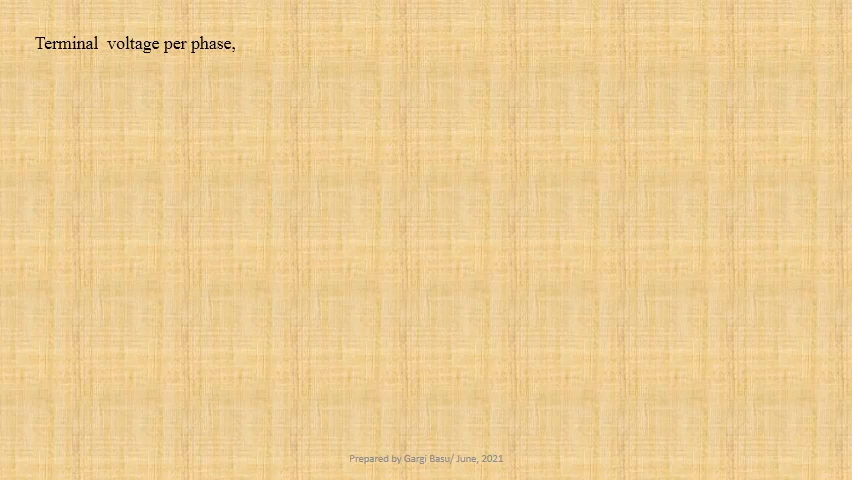 Terminal  voltage per phase,
Prepared by Gargi Basu/ June, 2021